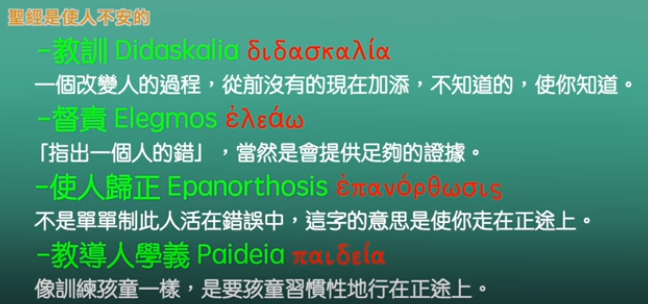 聖經是使人不安的
–教訓 Didaskalia διδασκαλία
一個改變人的過程，從前沒有的現在加添，不知道的，使你知道。
–督責 Elegmos ἐλεάω
「指出一個人的錯」，當然是會提供足夠的證據。
–使人歸正 Epanorthosis ἐπανόρθωσις
不是單單制此人活在錯誤中，這字的意思是使你走在正途上。
–教導人學義 Paideia παιδεία
像訓練孩童一樣，是要孩童習慣性地行在正途上。